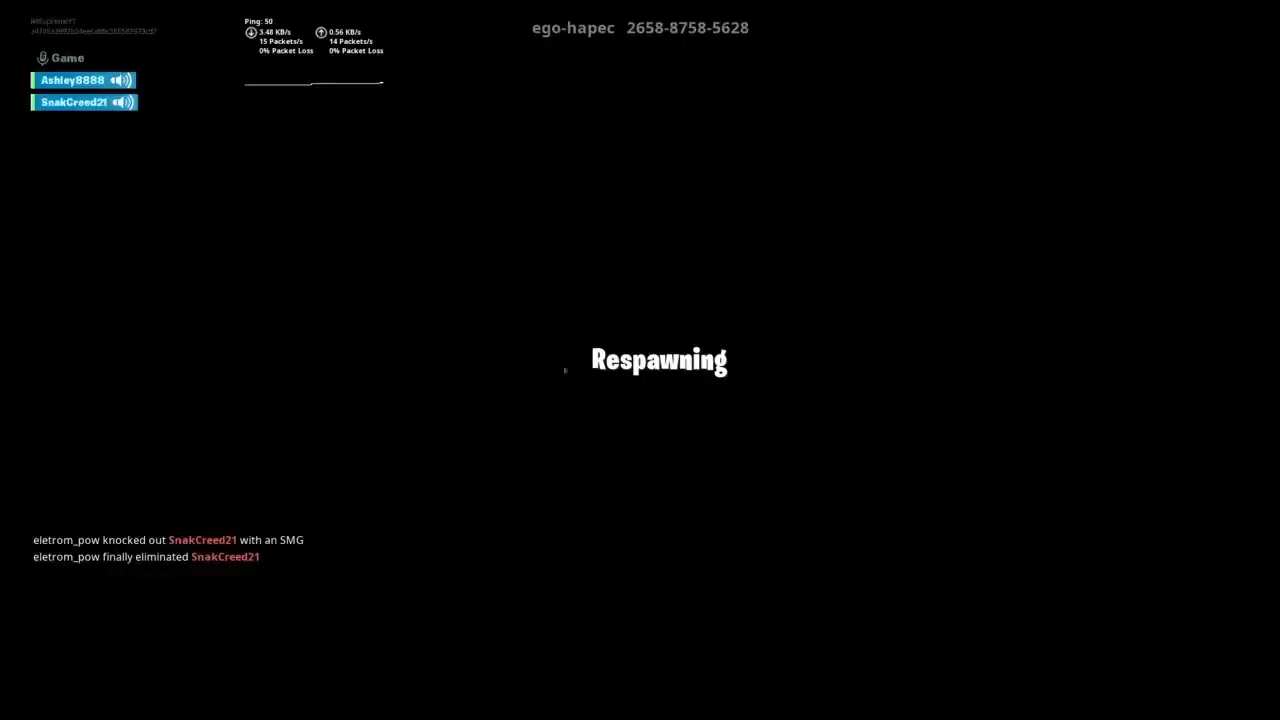 Ping: 50
3.48 KB/s
0.56 KB/s
15 Packets/s
14 Packets/s
0% Packet Loss
0% Packet Loss
ego-hapec 2658-8758-5628
Game
Ashley8888
SnakCreed21
Respawning
eletrom_pow knocked out SnakCreed21 with an SMG
eletrom_pow finally eliminated SnakCreed21